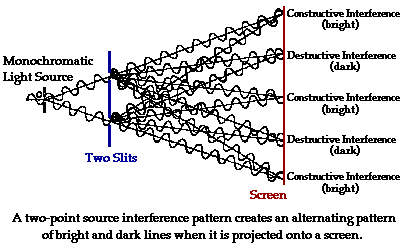 Constructive Interference
(bright)
Monochromatic
Light Source
Destructive Interference
(dark)
Constructive Interference
(bright)
Destructive Interference
(dark)
Two Slits
Constructive Interference
(bright)
Screen
A two-point source interference pattern creates an alternating pattern
of bright and dark lines when it is projected onto a screen.